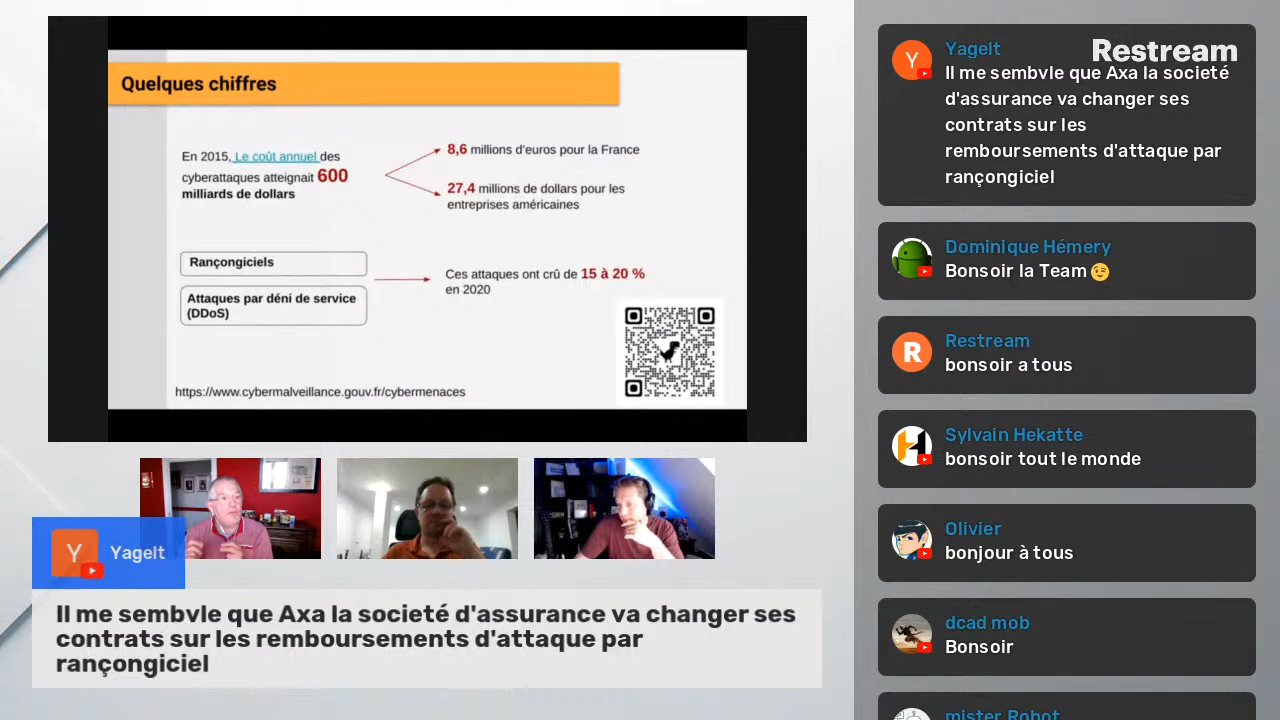 Quelques chiffres
En 2015, Le coût annuel des
cyberattaques atteignait 600
milliards de dollars
8,6 millions d'euros pour la France
27,4 millions de dollars pour les
entreprises américaines
Rançongiciels
Attaques par déni de service
(DDoS)
Ces attaques ont crû de 15 à 20 %
en 2020
https://www.cybermalveillance.gouv.fr/cybermenaces
Y
Yagelt
Il me sembvle que Axa la societé d'assurance va changer ses
contrats sur les remboursements d'attaque par
rançongiciel
Restream
Y
Yagelt
Il me sembvle que Axa la societé
d'assurance va changer ses
contrats sur les
remboursements d'attaque par
rançongiciel
Dominique Hémery
Bonsoir la Team😉
R
Restream
bonsoir a tous
Sylvain Hekatte
bonsoir tout le monde
Olivier
bonjour à tous
dcad mob
Bonsoir
mister Robot